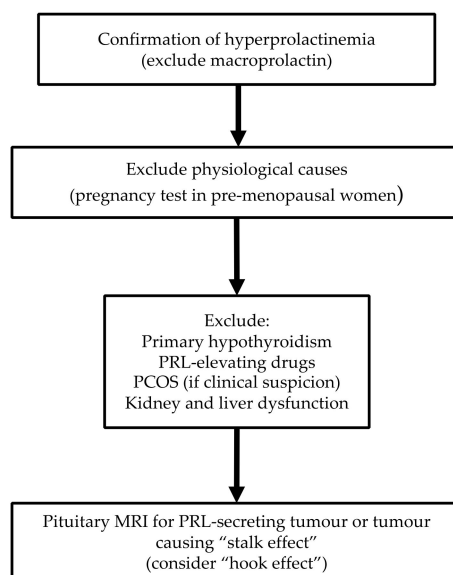 Confirmation of hyperprolactinemia
(exclude macroprolactin)
Exclude physiological causes
(pregnancy test in pre-menopausal women)
Exclude:
Primary hypothyroidism
PRL-elevating drugs
PCOS (if clinical suspicion)
Kidney and liver dysfunction
Pituitary MRI for PRL-secreting tumour or tumour
causing “stalk effect”
(consider “hook effect”)